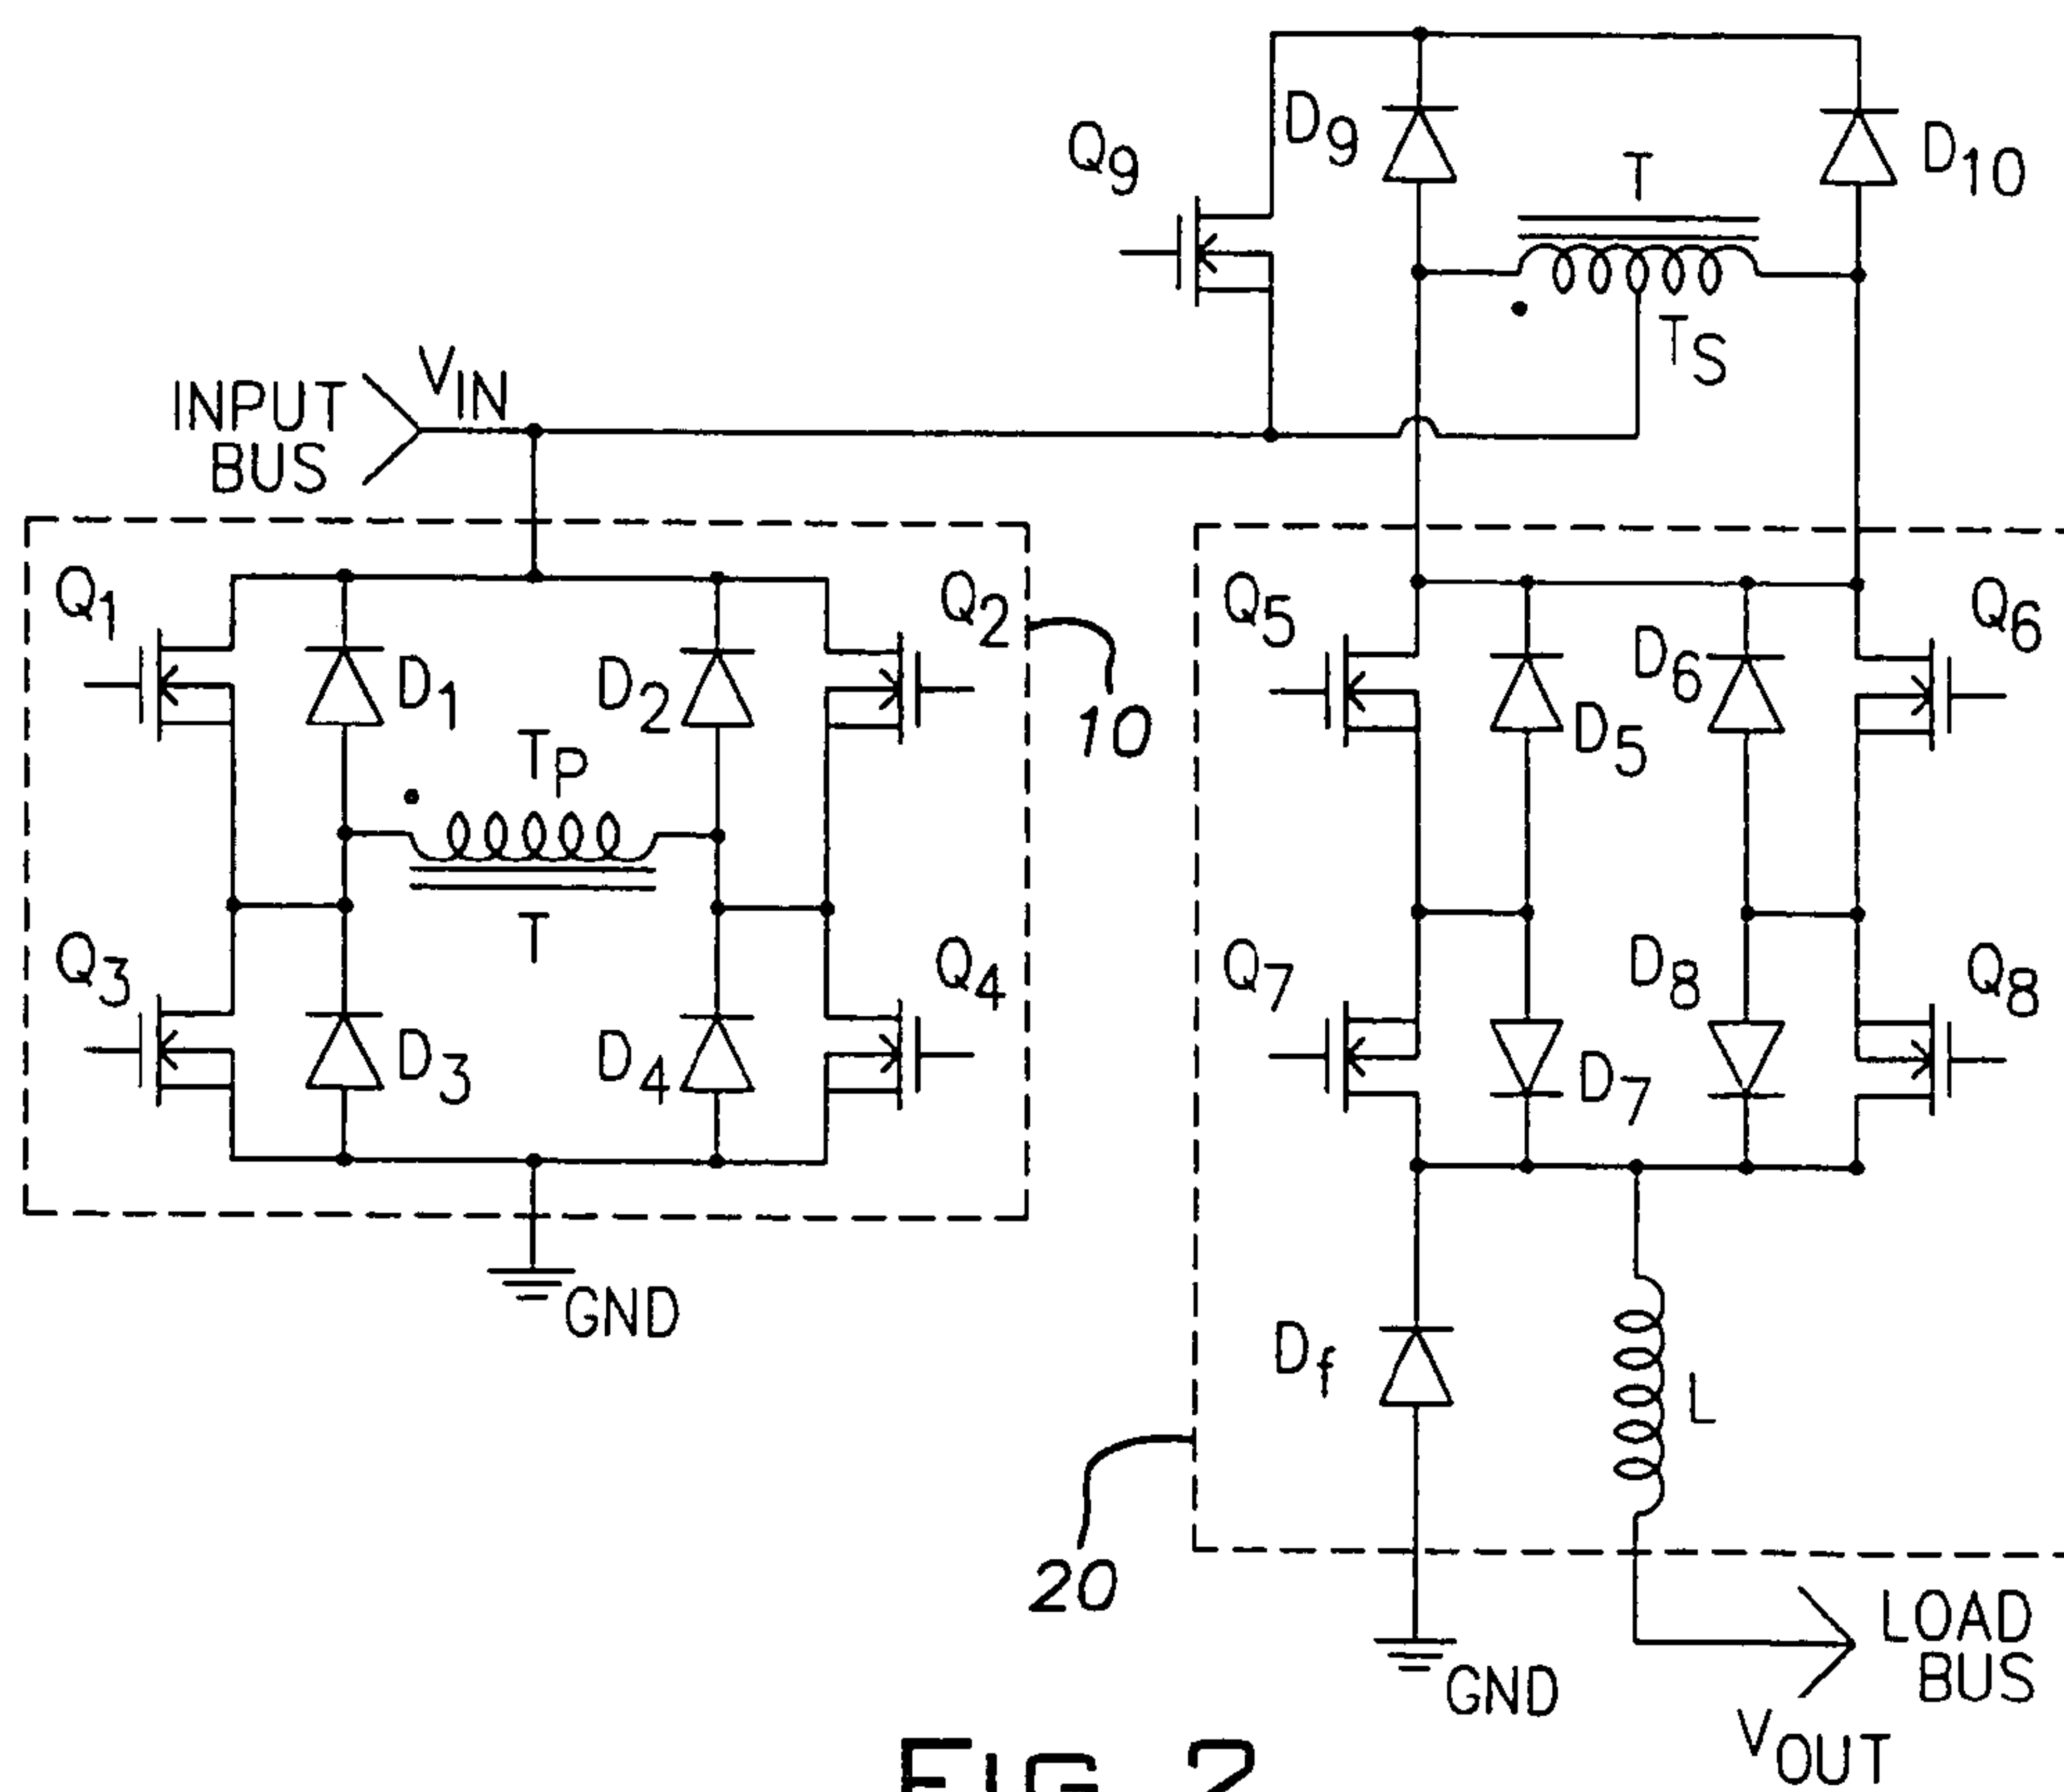 Q9
D9
D10
T
TS
INPUT
BUS
VIN
Q1
D1
D2
Q2
TP
T
Q3
D3
D4
Q4
10
GND
Q5
D5
D6
Q6
Q7
D7
D8
Q8
Df
L
20
GND
LOAD
BUS
VOUT
FIG. 2